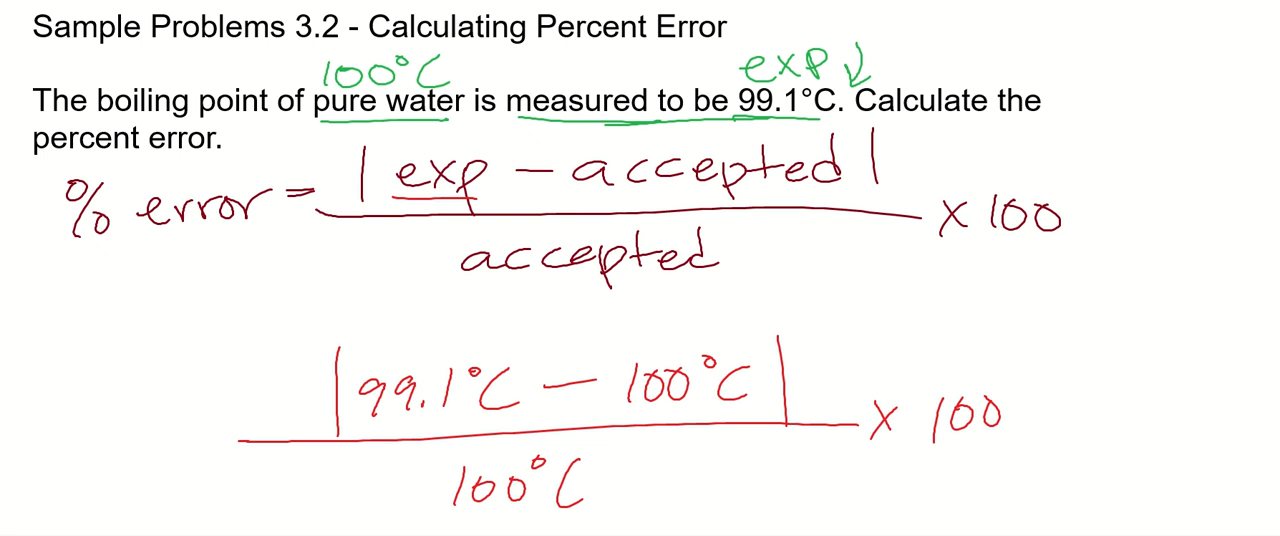 Sample Problems 3.2 - Calculating Percent Error
100°C exp ↓
The boiling point of pure water is measured to be 99.1°C. Calculate the
percent error.
% error = | exp - accepted | x 100
accepted
| 99.1°C - 100°C | x 100
100°C